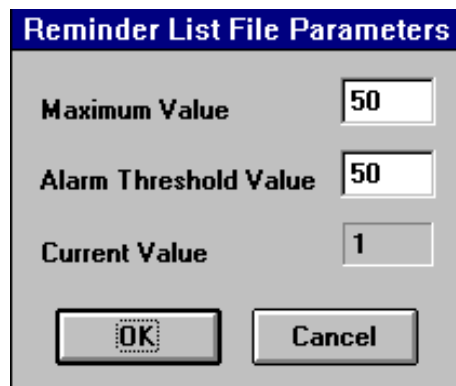 Reminder List File Parameters
Maximum Value 50
Alarm Threshold Value 50
Current Value 1
OK Cancel